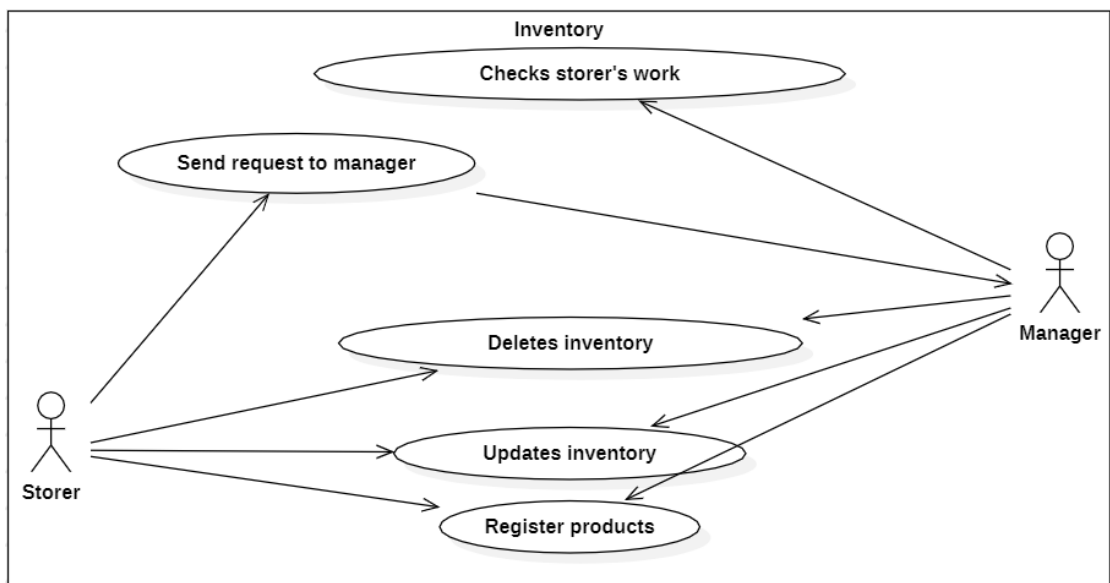 Inventory
Checks storer's work
Send request to manager
Manager
Deletes inventory
Updates inventory
Storer
Register products